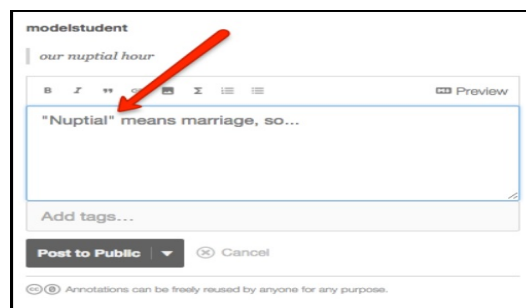 modelstudent
our nuptial hour
B I " Σ Preview
"Nuptial" means marriage, so...
Add tags...
Post to Public Cancel
Annotations can be freely reused by anyone for any purpose.